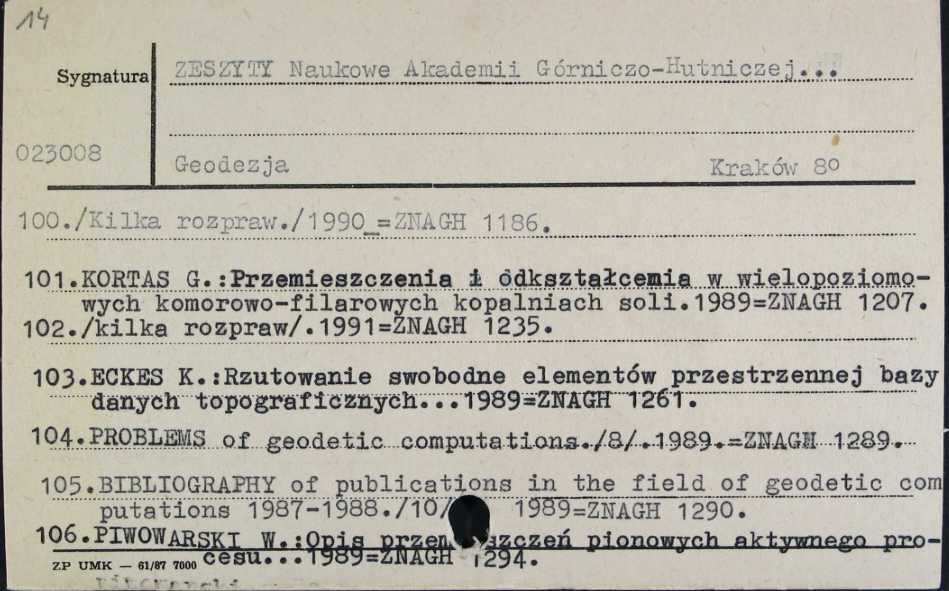 14
Sygnatura
ZESZYTY Naukowe Akademii Górniczo-Hutniczej...
023008
Geodezja Kraków 8º
100./Kilka rozpraw./1990_=ZNAGH 1186.
101.KORTAS G.:Przemieszczenia i odkształcemia w wielopoziomo-
wych komorowo-filarowych kopalniach soli.1989=ZNAGH 1207.
102./kilka rozpraw/.1991=ZNAGH 1235.
103.ECKES K.:Rzutowanie swobodne elementów przestrzennej bazy
danych topograficznych...1989=ZNAGH 1261.
104.PROBLEMS of geodetic computations./8/.1989.=ZNAGH 1289.
105.BIBLIOGRAPHY of publications in the field of geodetic com
putations 1987-1988./10/ 1989=ZNAGH 1290.
106.PIWOWARSKI W.:Opis przem szczeń pionowych aktywnego pro-
cesu...1989=ZNAGH 1294.
ZP UMK — 61/87 7000